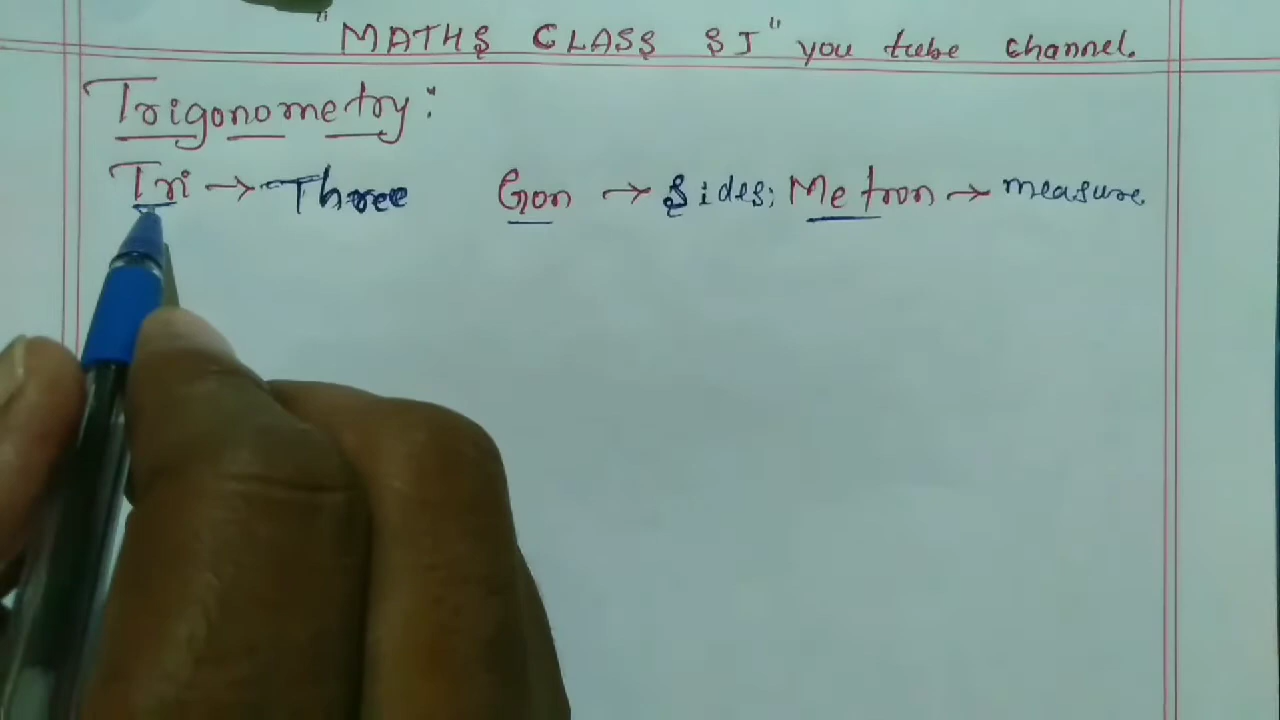 "MATHS CLASS SJ" you tube channel.
Trigonometry:
Tri → Three Gon → Sides; Metron → measure